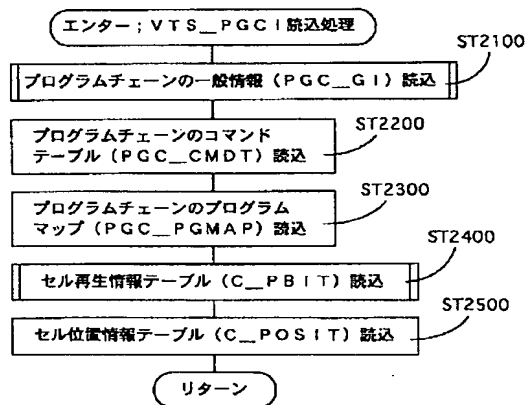 エンター；ＶＴＳ＿ＰＧＣＩ読込処理
ST2100
プログラムチェーンの一般情報（ＰＧＣ＿ＧＩ）読込
ST2200
プログラムチェーンのコマンド
テーブル（ＰＧＣ＿ＣＭＤＴ）読込
ST2300
プログラムチェーンのプログラム
マップ（ＰＧＣ＿ＰＧＭＡＰ）読込
ST2400
セル再生情報テーブル（Ｃ＿ＰＢＩＴ）読込
ST2500
セル位置情報テーブル（Ｃ＿ＰＯＳＩＴ）読込
リターン